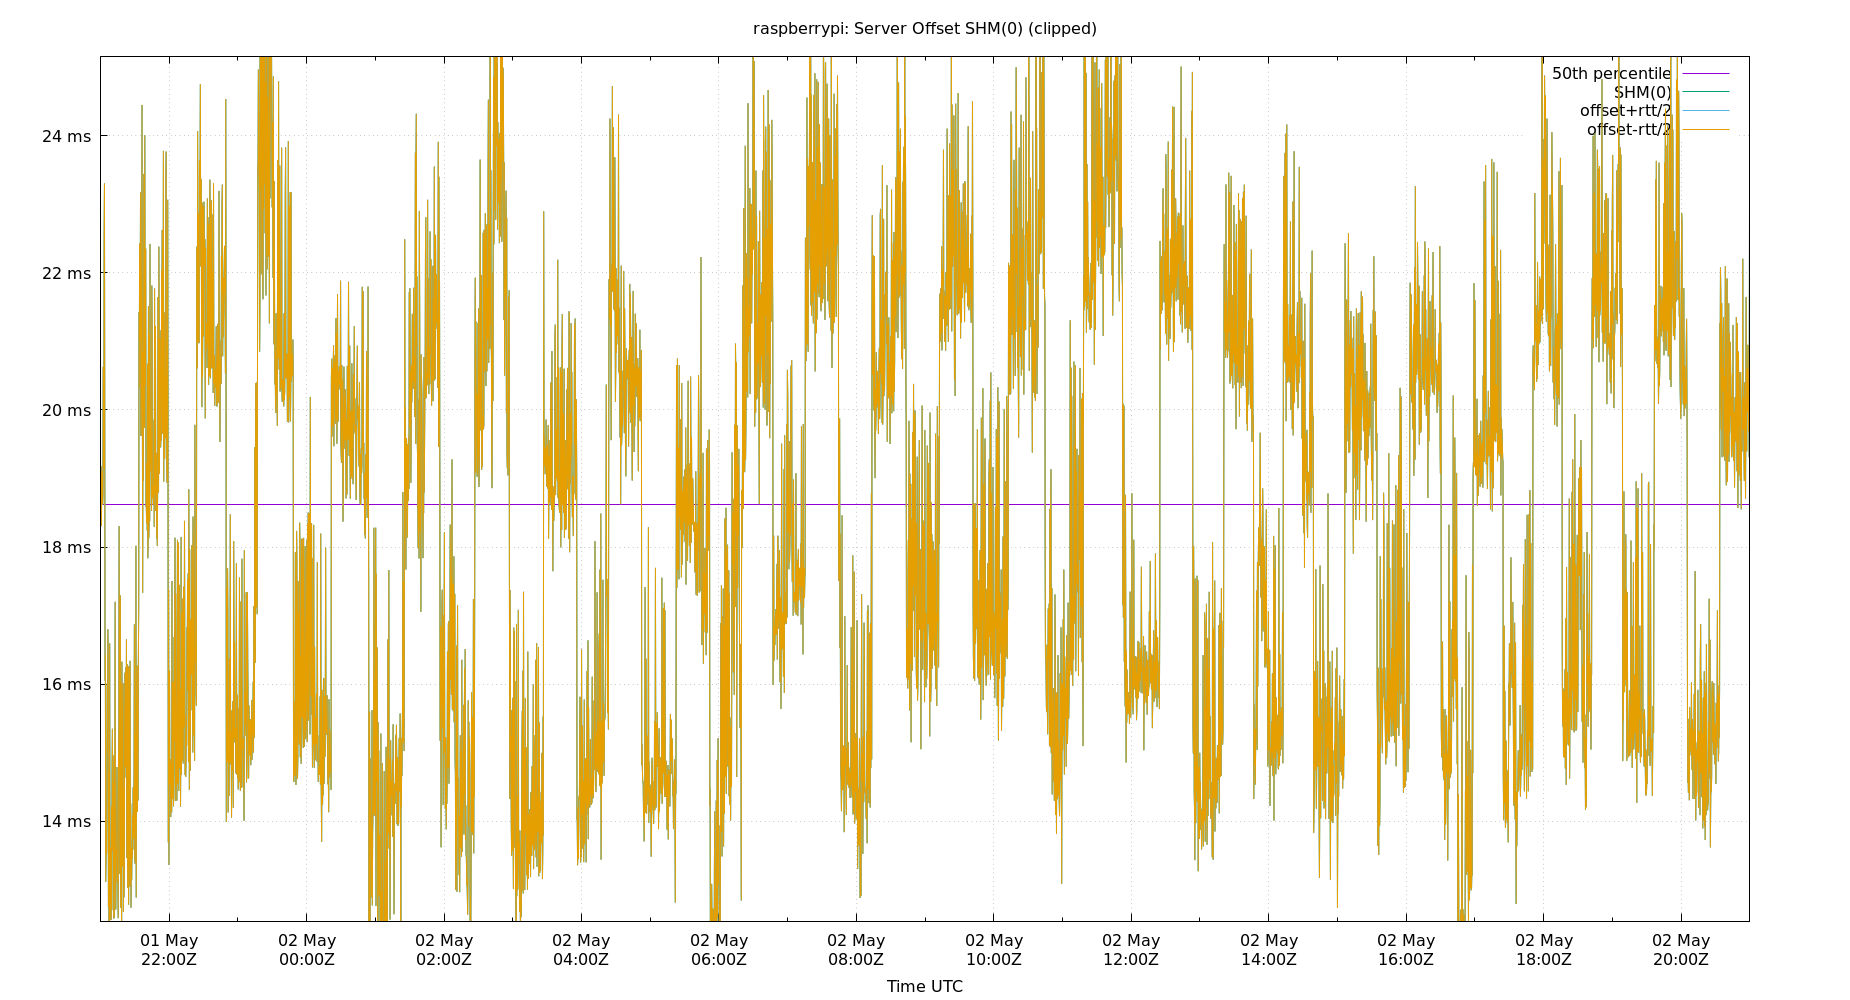 raspberrypi: Server Offset SHM(0) (clipped)
50th percentile
SHM(0)
offset+rtt/2
offset-rtt/2
24 ms
22 ms
20 ms
18 ms
16 ms
14 ms
01 May 02 May 02 May 02 May 02 May 02 May 02 May 02 May 02 May 02 May 02 May 02 May
22:00Z 00:00Z 02:00Z 04:00Z 06:00Z 08:00Z 10:00Z 12:00Z 14:00Z 16:00Z 18:00Z 20:00Z
Time UTC